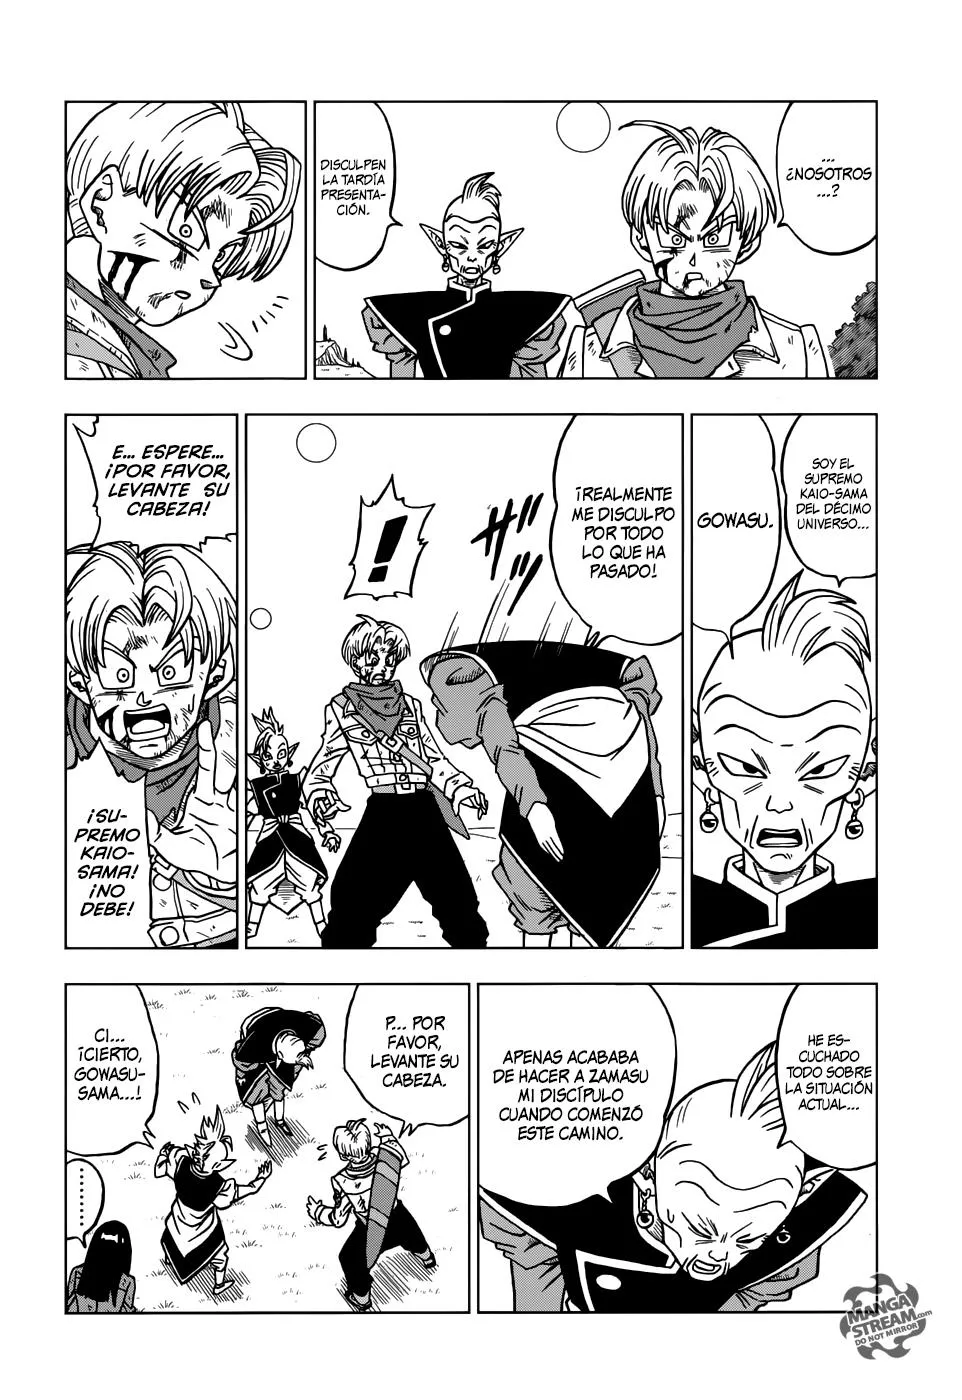 ...
¿NOSOTROS
...?
DISCULPEN
LA TARDÍA
PRESENTA-
CIÓN.
SOY EL
SUPREMO
KAIO-SAMA
DEL DÉCIMO
UNIVERSO...
GOWASU.
¡REALMENTE
ME DISCULPO
POR TODO
LO QUE HA
PASADO!
!
E... ESPERE...
¡POR FAVOR,
LEVANTE SU
CABEZA!
¡SU-
PREMO
KAIO-
SAMA!
¡NO
DEBE!
HE ES-
CUCHADO
TODO SOBRE
LA SITUACIÓN
ACTUAL...
APENAS ACABABA
DE HACER A ZAMASU
MI DISCÍPULO
CUANDO COMENZÓ
ESTE CAMINO.
P... POR
FAVOR,
LEVANTE SU
CABEZA.
CI...
¡CIERTO,
GOWASU-
SAMA...!
.........
MANGA
STREAM.com
DO NOT MIRROR